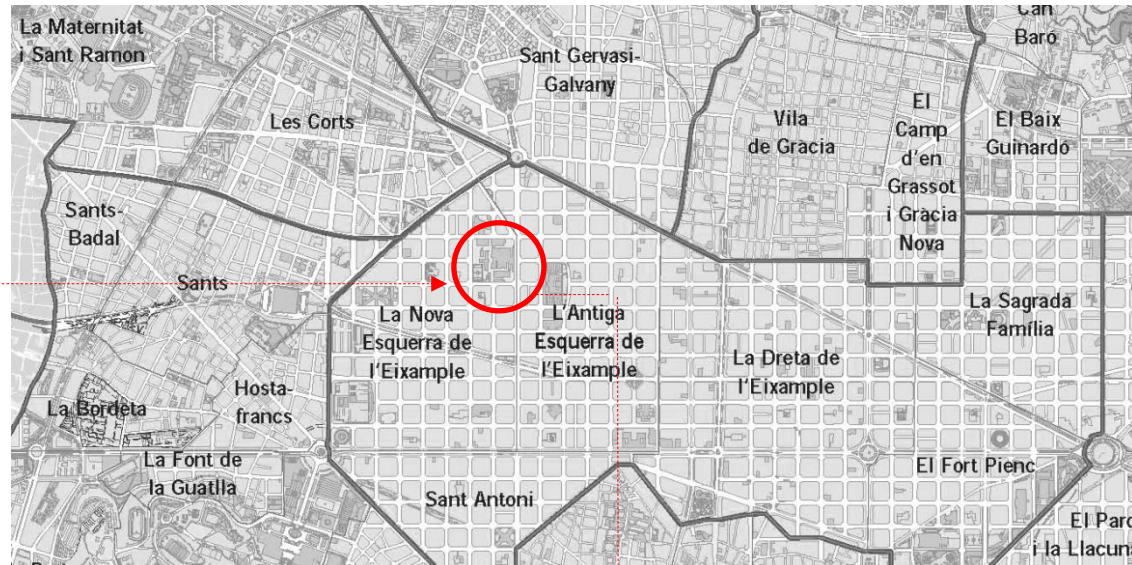 La Maternitat
i Sant Ramon
Les Corts
Sant Gervasi-
Galvany
Vila
de Gràcia
El
Camp
d'en
Grassot
i Gràcia
Nova
Can
Baró
El Baix
Guinardó
Sants-
Badal
Sants
La Nova
Esquerra de
l'Eixample
L'Antiga
Esquerra de
l'Eixample
La Dreta de
l'Eixample
La Sagrada
Família
Hosta-
francs
La Bordeta
La Font de
la Guatlla
Sant Antoni
El Fort Pienc
El Parc
i la Llacuna